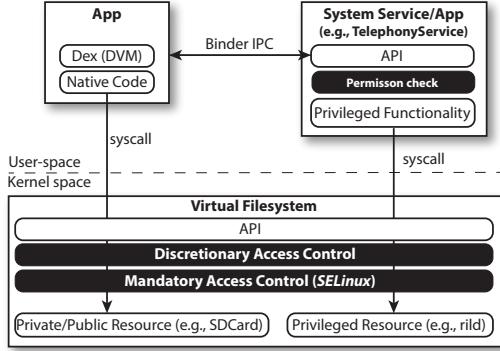 App
Dex (DVM)
Native Code
Binder IPC
System Service/App
(e.g., TelephonyService)
API
Permisson check
Privileged Functionality
syscall
syscall
User-space
Kernel space
Virtual Filesystem
API
Discretionary Access Control
Mandatory Access Control (SELinux)
Private/Public Resource (e.g., SDCard)
Privileged Resource (e.g., rild)